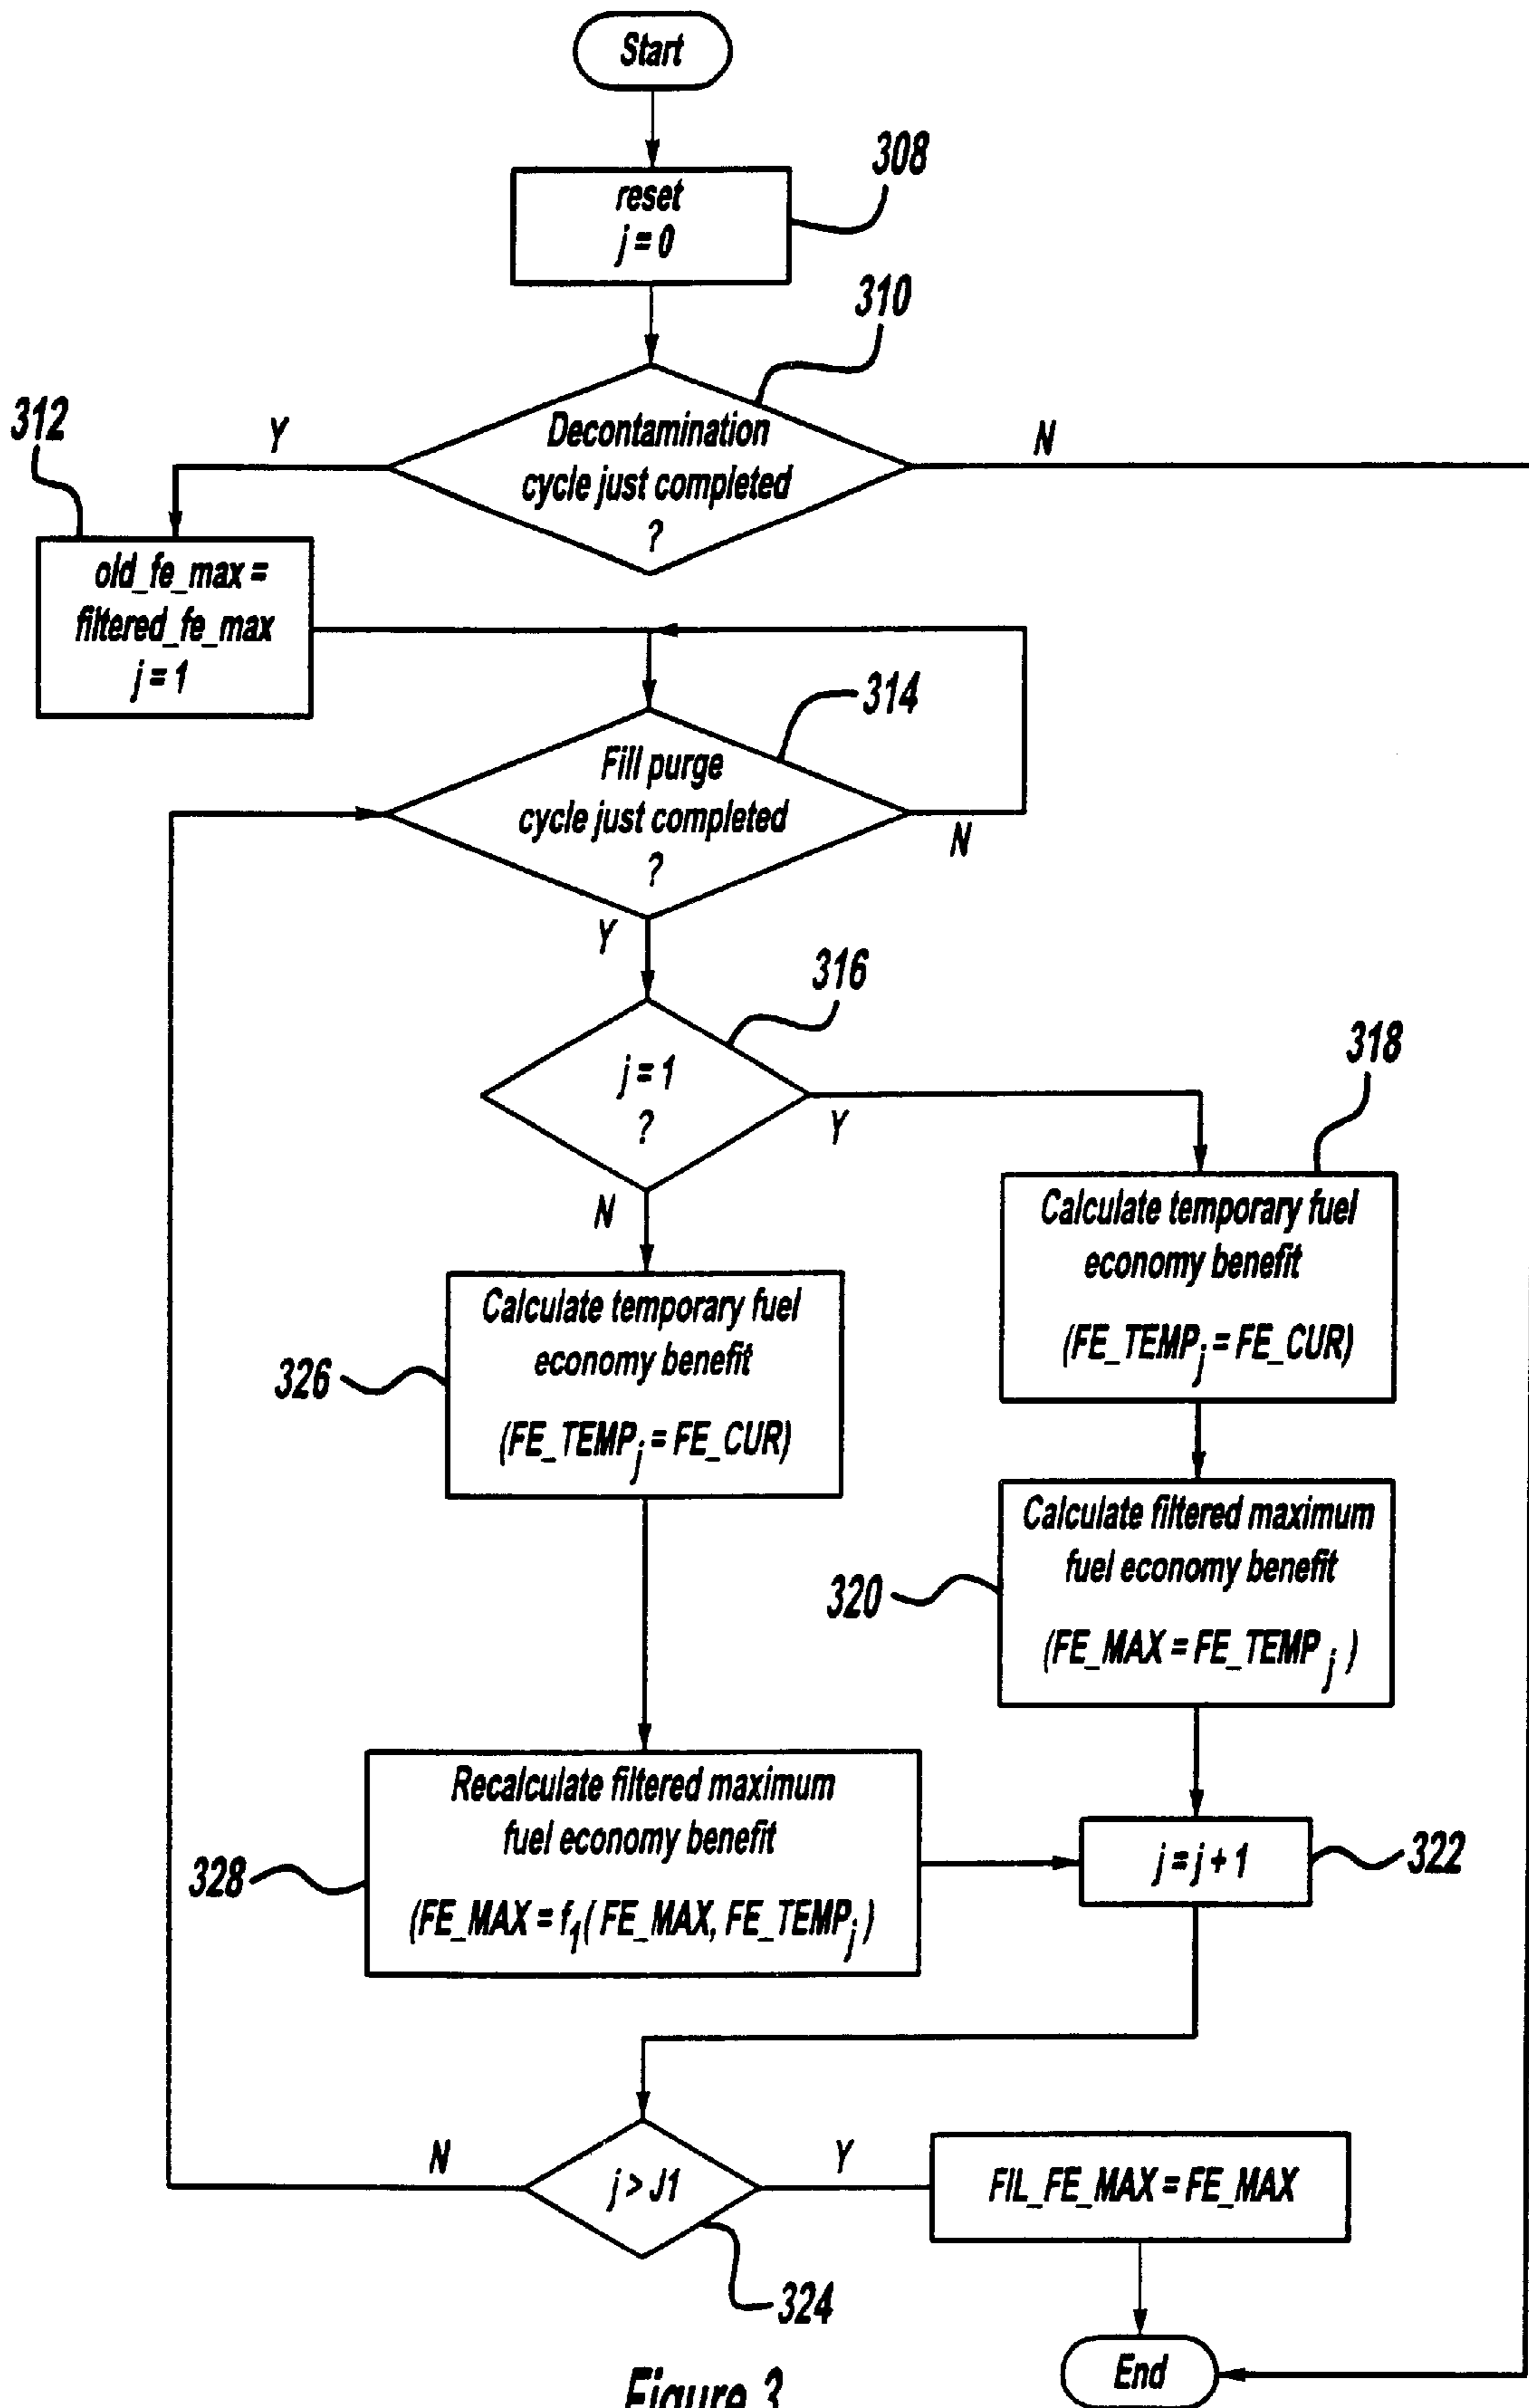 Start
308
reset
j = 0
310
312
Y
N
Decontamination
cycle just completed
?
old_fe_max =
filtered_fe_max
j = 1
314
Fill purge
cycle just completed
?
N
Y
316
j = 1
?
Y
N
318
Calculate temporary fuel
economy benefit
(FE_TEMPj = FE_CUR)
326
Calculate temporary fuel
economy benefit
(FE_TEMPj = FE_CUR)
320
Calculate filtered maximum
fuel economy benefit
(FE_MAX = FE_TEMP j )
328
Recalculate filtered maximum
fuel economy benefit
(FE_MAX = f1( FE_MAX, FE_TEMPj )
j = j + 1
322
N
j > J1
Y
FIL_FE_MAX = FE_MAX
324
End
Figure 3